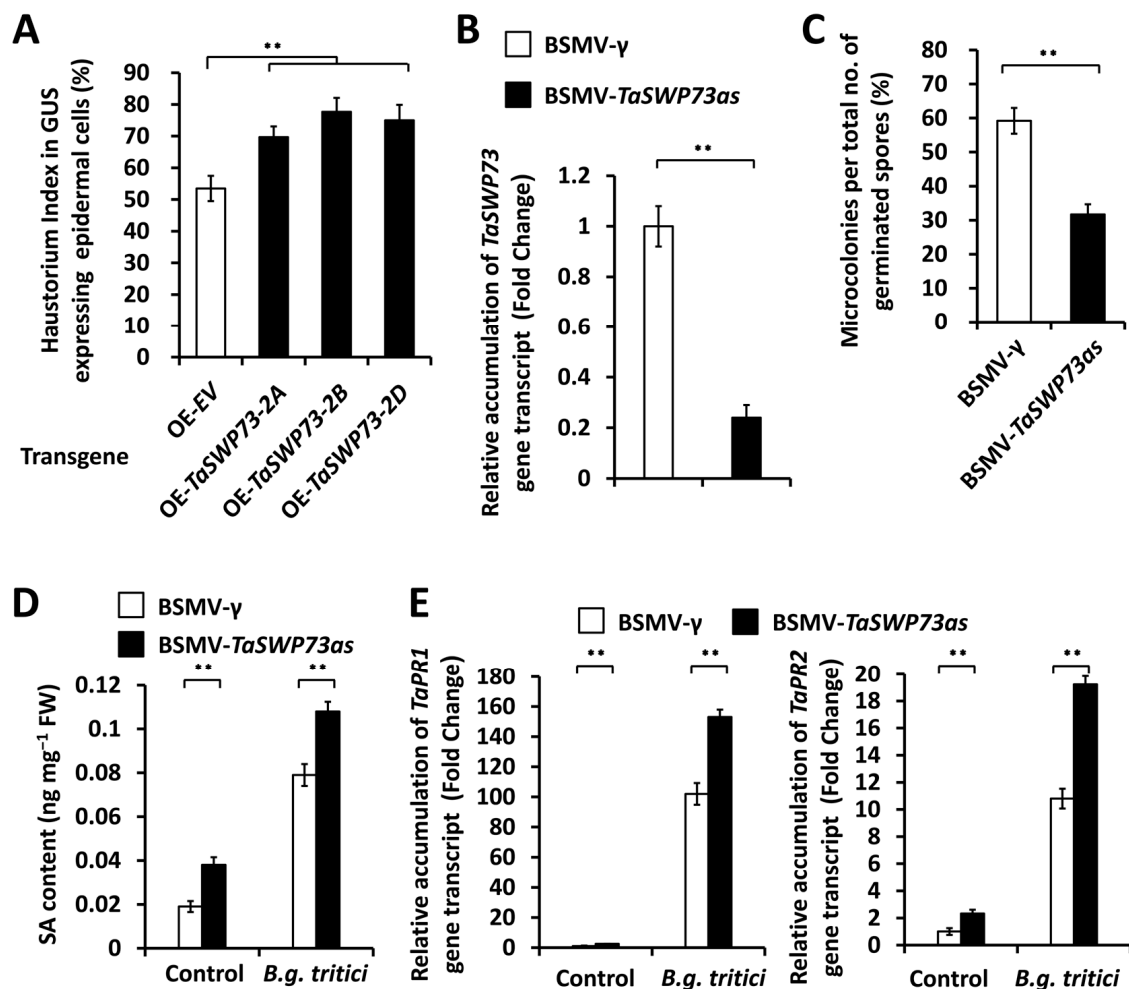 A
**
Haustorium Index in GUS
expressing epidermal cells (%)
90
80
70
60
50
40
30
20
10
0
OE-EV
OE-TaSWP73-2A
OE-TaSWP73-2B
OE-TaSWP73-2D
Transgene
B
BSMV-γ
BSMV-TaSWP73as
**
Relative accumulation of TaSWP73
gene transcript (Fold Change)
1.2
1
0.8
0.6
0.4
0.2
0
C
**
Microcolonies per total no. of
germinated spores (%)
80
70
60
50
40
30
20
10
0
BSMV-γ
BSMV-TaSWP73as
D
BSMV-γ
BSMV-TaSWP73as
** **
SA content (ng mg⁻¹ FW)
0.12
0.1
0.08
0.06
0.04
0.02
0
Control B.g. tritici
E
BSMV-γ BSMV-TaSWP73as
** **
Relative accumulation of TaPR1
gene transcript (Fold Change)
180
160
140
120
100
80
60
40
20
0
Control B.g. tritici
** **
Relative accumulation of TaPR2
gene transcript (Fold Change)
20
18
16
14
12
10
8
6
4
2
0
Control B.g. tritici